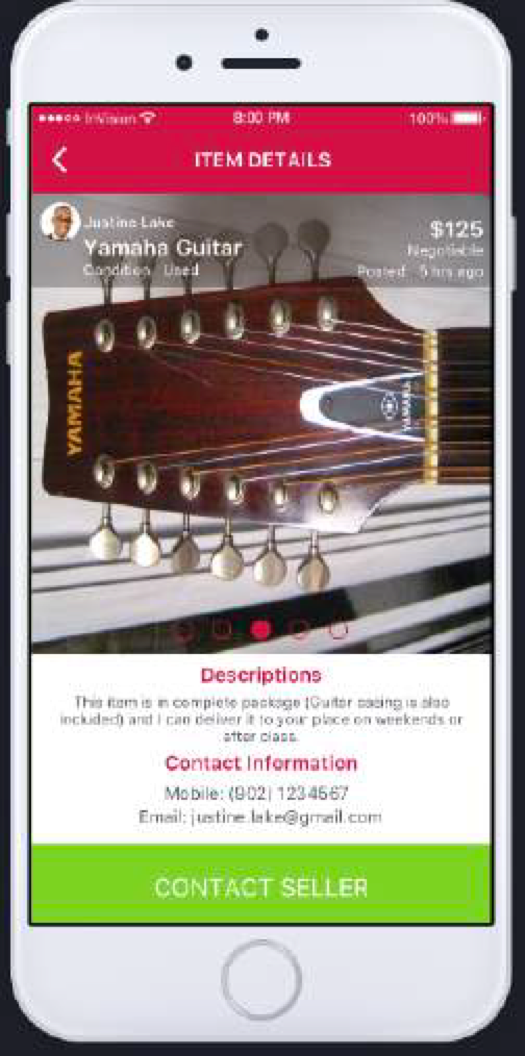 InVision 8:00 PM 100%
ITEM DETAILS
Justine Lake
Yamaha Guitar
Condition Used
$125
Negotiable
Posted 5 hrs ago
YAMAHA
YAMAHA
Descriptions
This item is in complete package (Guitar casing is also
included) and I can deliver it to your place on weekends or
after class.
Contact Information
Mobile: (902) 1234567
Email: justine.lake@gmail.com
CONTACT SELLER